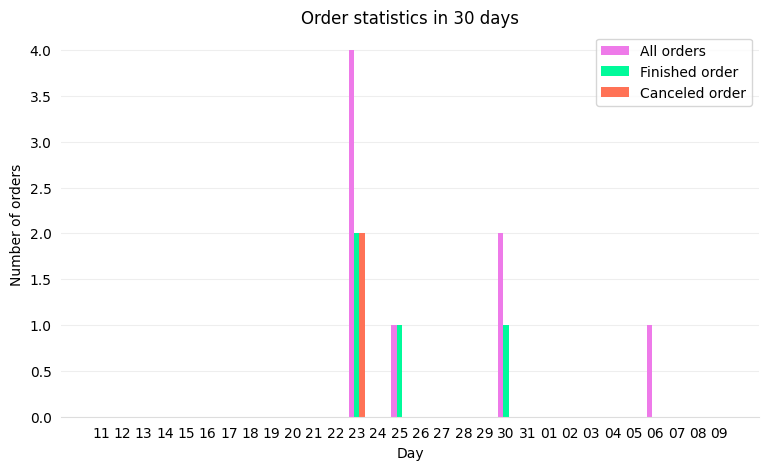 Order statistics in 30 days
All orders
Finished order
Canceled order
Number of orders
4.0
3.5
3.0
2.5
2.0
1.5
1.0
0.5
0.0
11 12 13 14 15 16 17 18 19 20 21 22 23 24 25 26 27 28 29 30 31 01 02 03 04 05 06 07 08 09
Day